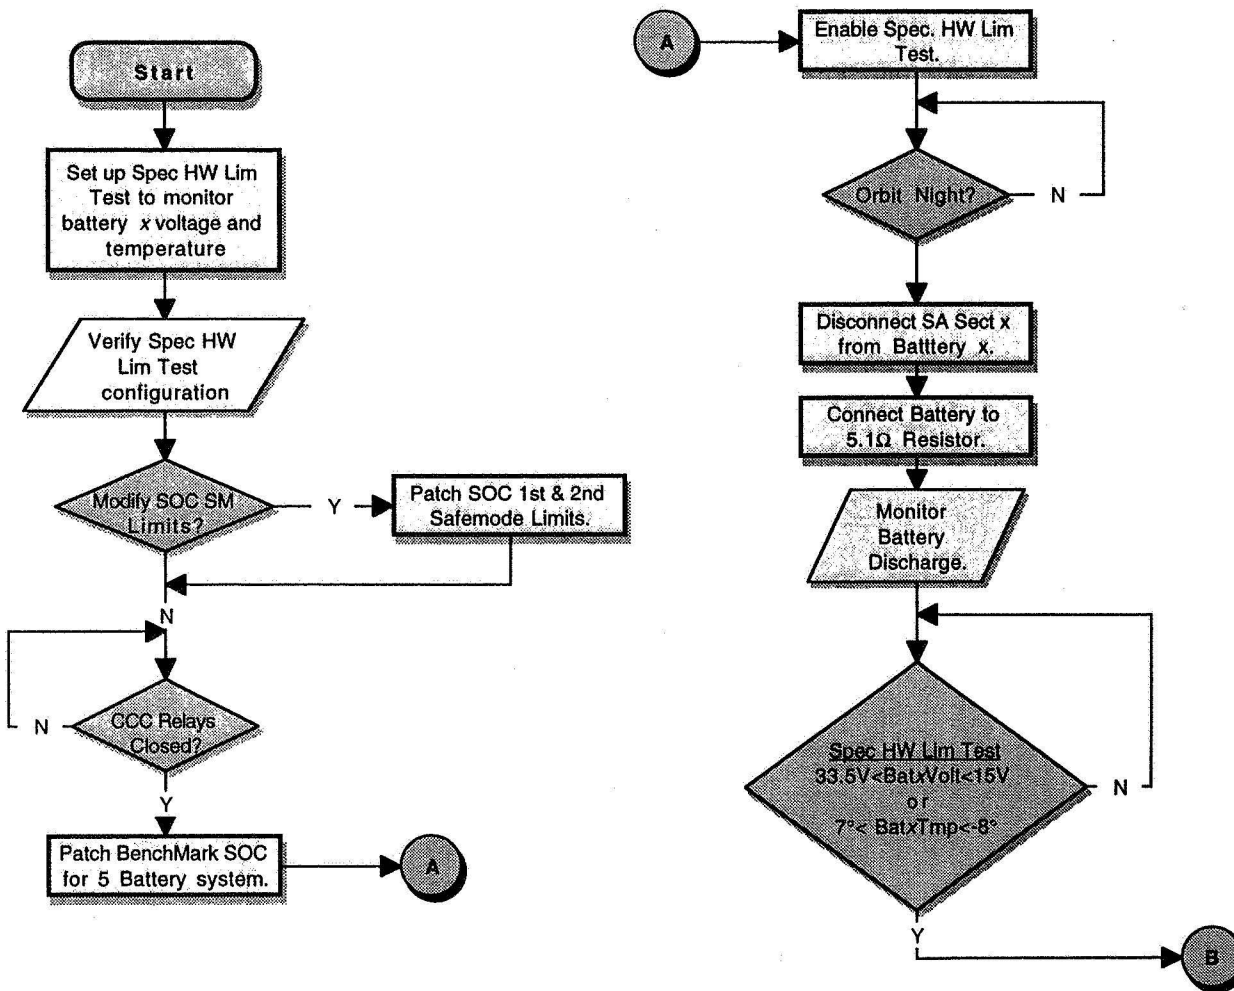 Start
Set up Spec HW Lim
Test to monitor
battery x voltage and
temperature
Verify Spec HW
Lim Test
configuration
Modify SOC SM
Limits?
Y
Patch SOC 1st & 2nd
Safemode Limits.
N
CCC Relays
Closed?
N
Y
Patch BenchMark SOC
for 5 Battery system.
A
A
Enable Spec. HW Lim
Test.
Orbit Night?
N
Disconnect SA Sect x
from Batttery x.
Connect Battery to
5.1Ω Resistor.
Monitor
Battery
Discharge.
Spec HW Lim Test
33.5V<BatxVolt<15V
or
7°< BatxTmp<-8°
N
Y
B